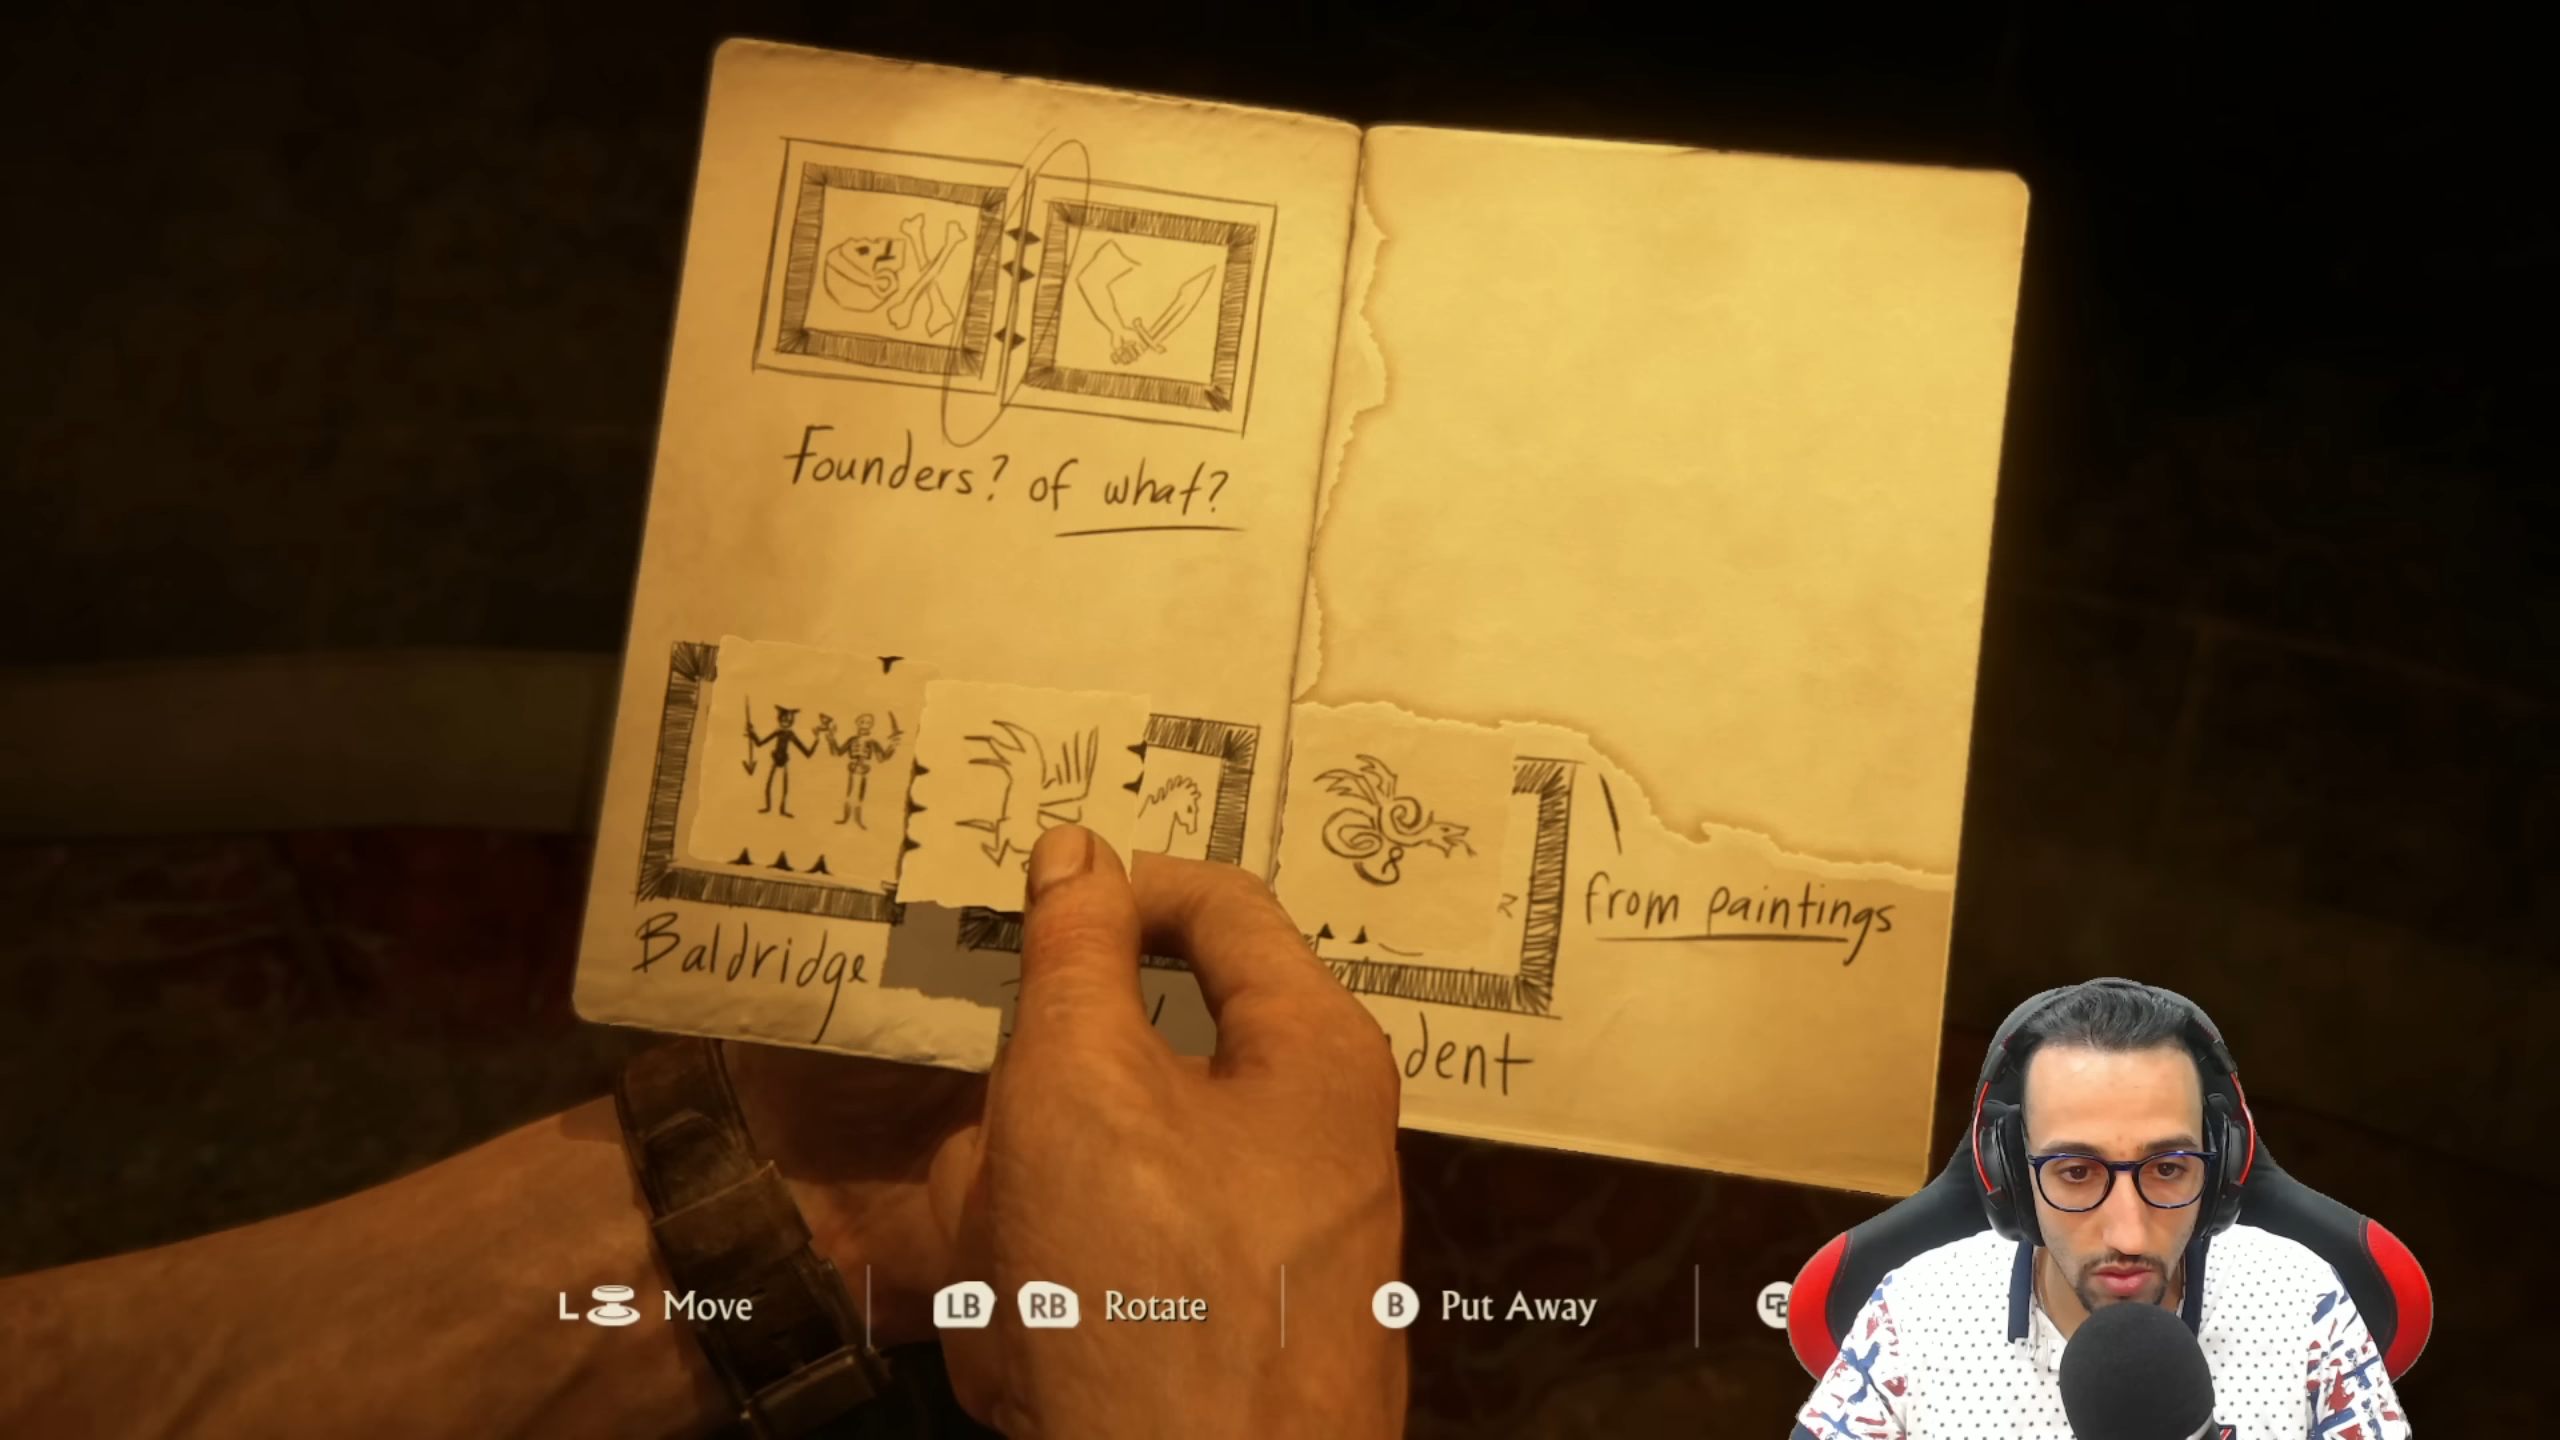 Founders? of what?
from paintings
Baldridge
dent
L Move
LB RB Rotate
B Put Away